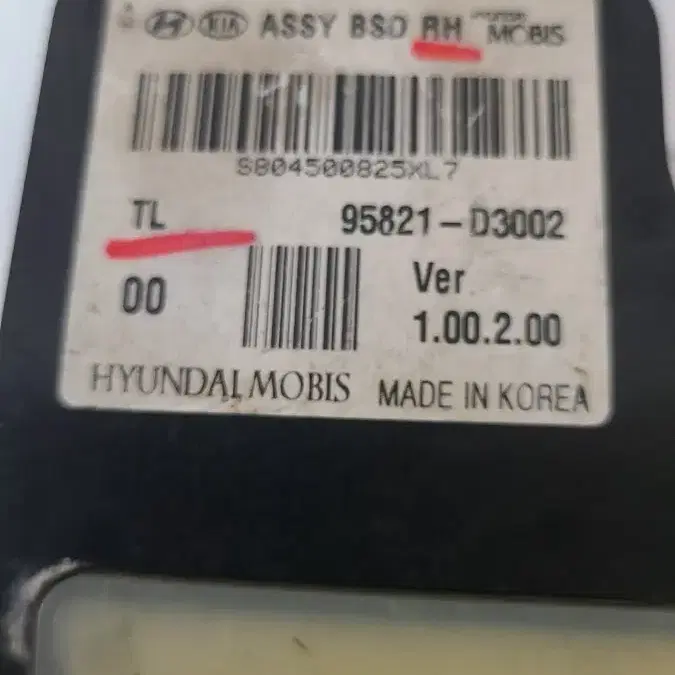 KIA ASSY BSD RH MOBIS
S804500825XL7
TL 95821-D3002
00 Ver
1.00.2.00
HYUNDAI MOBIS MADE IN KOREA